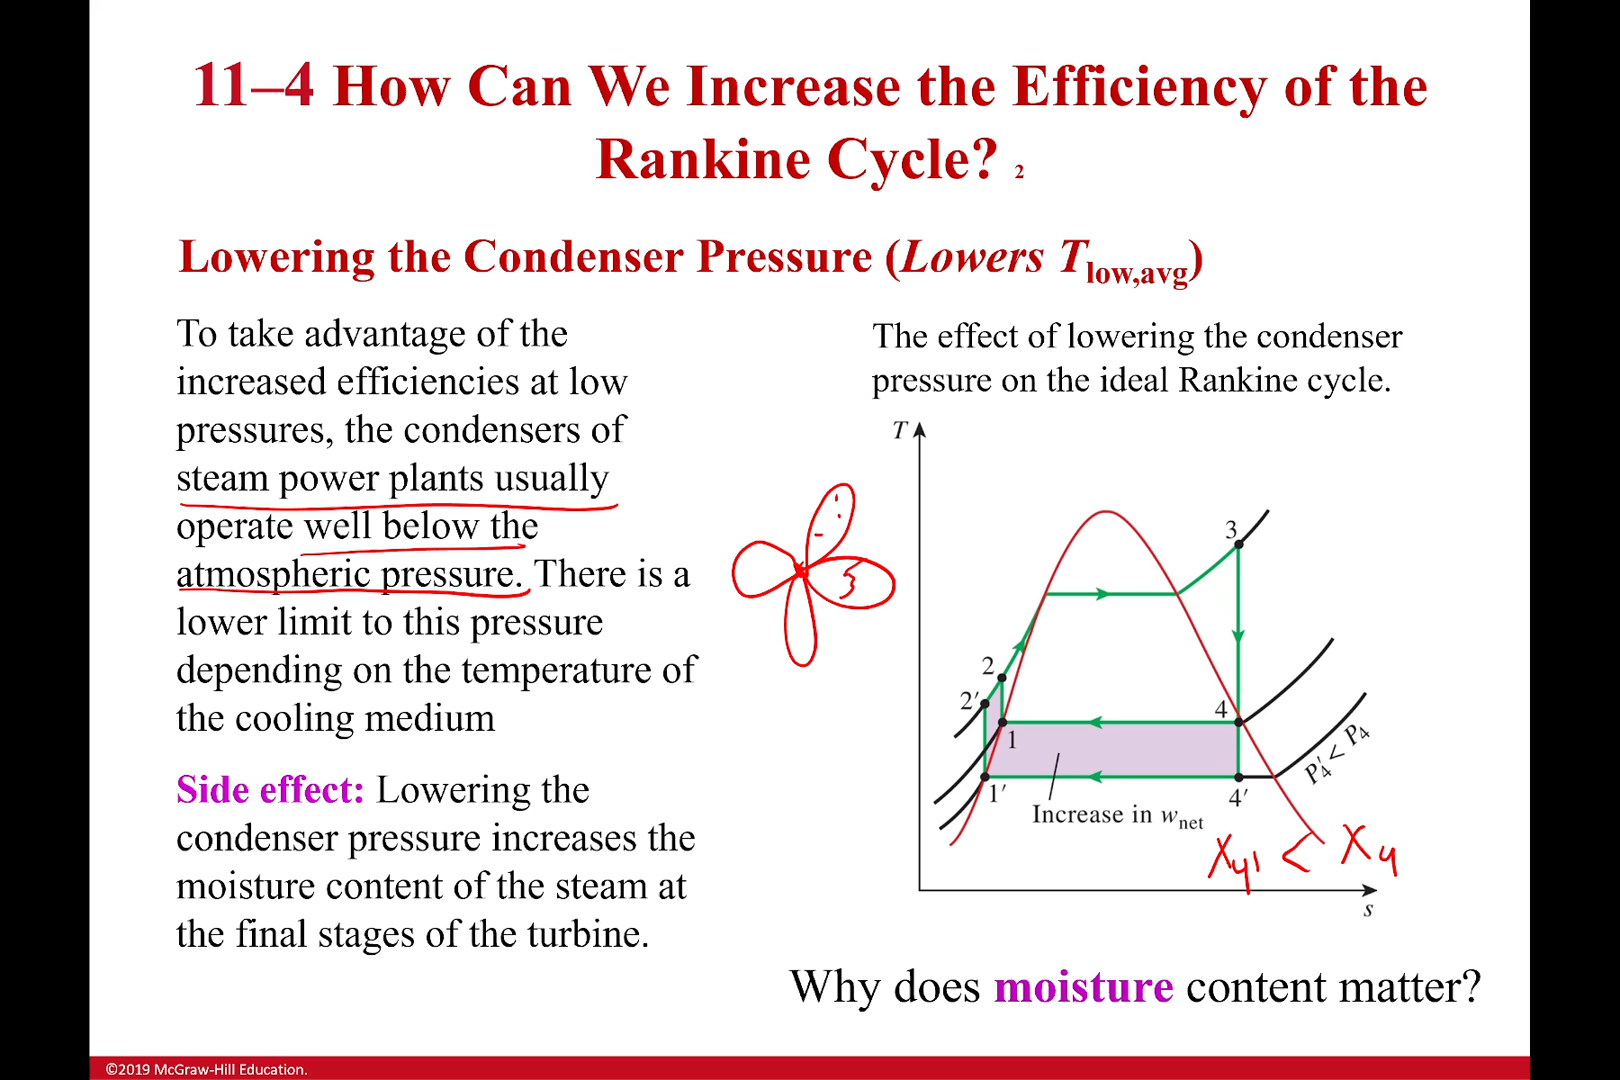 11–4 How Can We Increase the Efficiency of the
Rankine Cycle? 2
Lowering the Condenser Pressure (Lowers Tlow,avg)
To take advantage of the
increased efficiencies at low
pressures, the condensers of
steam power plants usually
operate well below the
atmospheric pressure. There is a
lower limit to this pressure
depending on the temperature of
the cooling medium
Side effect: Lowering the
condenser pressure increases the
moisture content of the steam at
the final stages of the turbine.
The effect of lowering the condenser
pressure on the ideal Rankine cycle.
T
3
2
2′
4
1
P′4 < P4
1′
4′
Increase in wnet
x4' < x4
s
Why does moisture content matter?
©2019 McGraw-Hill Education.